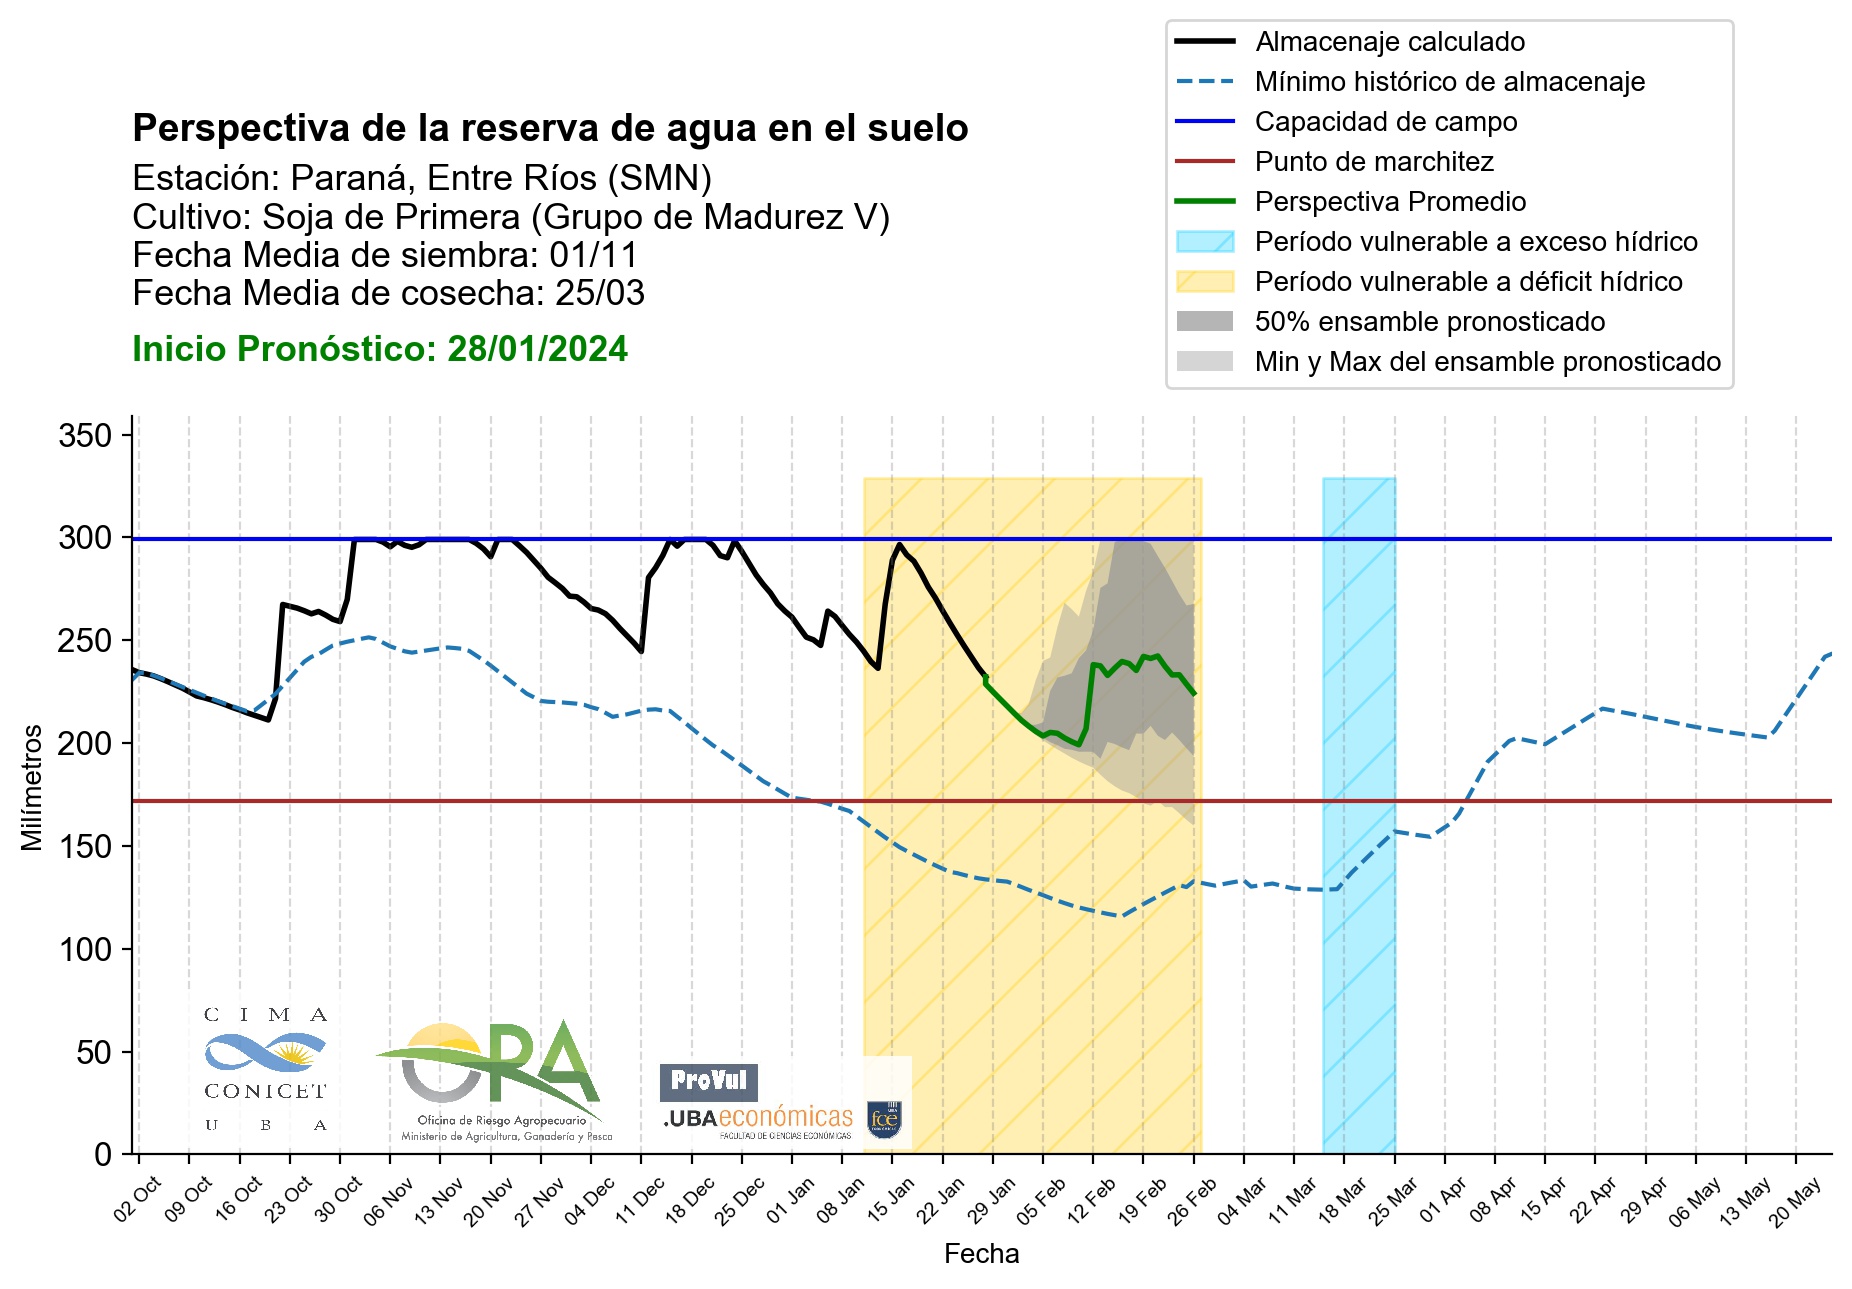 Almacenaje calculado
Mínimo histórico de almacenaje
Capacidad de campo
Punto de marchitez
Perspectiva Promedio
Período vulnerable a exceso hídrico
Período vulnerable a déficit hídrico
50% ensamble pronosticado
Min y Max del ensamble pronosticado
Perspectiva de la reserva de agua en el suelo
Estación: Paraná, Entre Ríos (SMN)
Cultivo: Soja de Primera (Grupo de Madurez V)
Fecha Media de siembra: 01/11
Fecha Media de cosecha: 25/03
Inicio Pronóstico: 28/01/2024
350
300
250
200
150
100
50
0
Milímetros
CIMA
CONICET
UBA
ORA
Oficina de Riesgo Agropecuario
Ministerio de Agricultura, Ganadería y Pesca
ProVul
.UBAeconómicas
FACULTAD DE CIENCIAS ECONÓMICAS
UBA
fce
ECONÓMICAS
02 Oct
09 Oct
16 Oct
23 Oct
30 Oct
06 Nov
13 Nov
20 Nov
27 Nov
04 Dec
11 Dec
18 Dec
25 Dec
01 Jan
08 Jan
15 Jan
22 Jan
29 Jan
05 Feb
12 Feb
19 Feb
26 Feb
04 Mar
11 Mar
18 Mar
25 Mar
01 Apr
08 Apr
15 Apr
22 Apr
29 Apr
06 May
13 May
20 May
Fecha